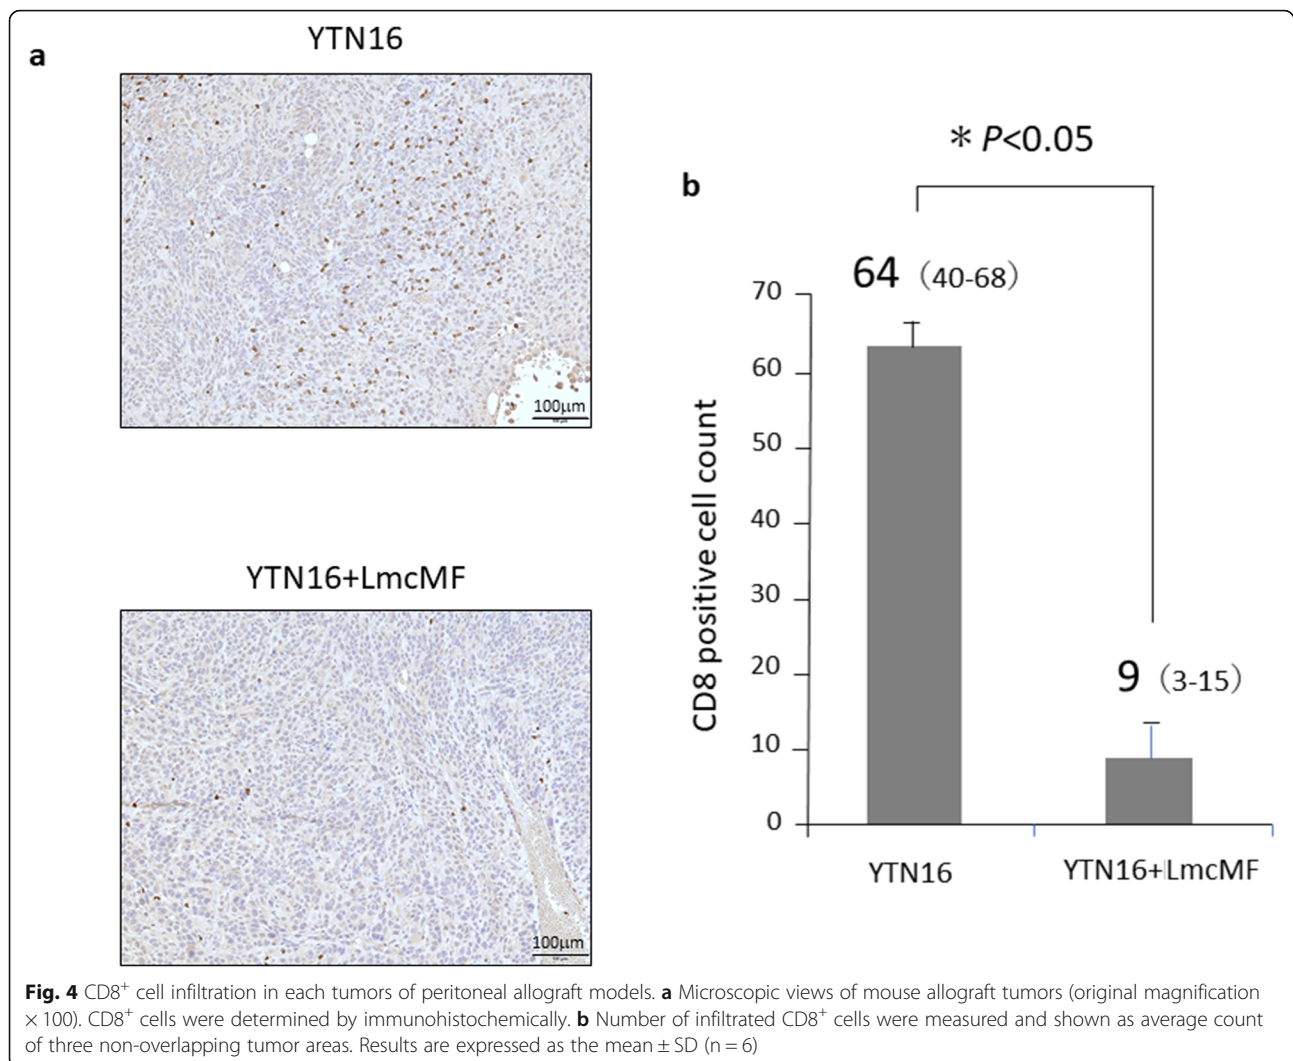 a
YTN16
100μm
YTN16+LmcMF
100μm
b
* P<0.05
64 (40-68)
9 (3-15)
CD8 positive cell count
70
60
50
40
30
20
10
0
YTN16
YTN16+LmcMF
Fig. 4 CD8⁺ cell infiltration in each tumors of peritoneal allograft models. a Microscopic views of mouse allograft tumors (original magnification
× 100). CD8⁺ cells were determined by immunohistochemically. b Number of infiltrated CD8⁺ cells were measured and shown as average count
of three non-overlapping tumor areas. Results are expressed as the mean ± SD (n = 6)